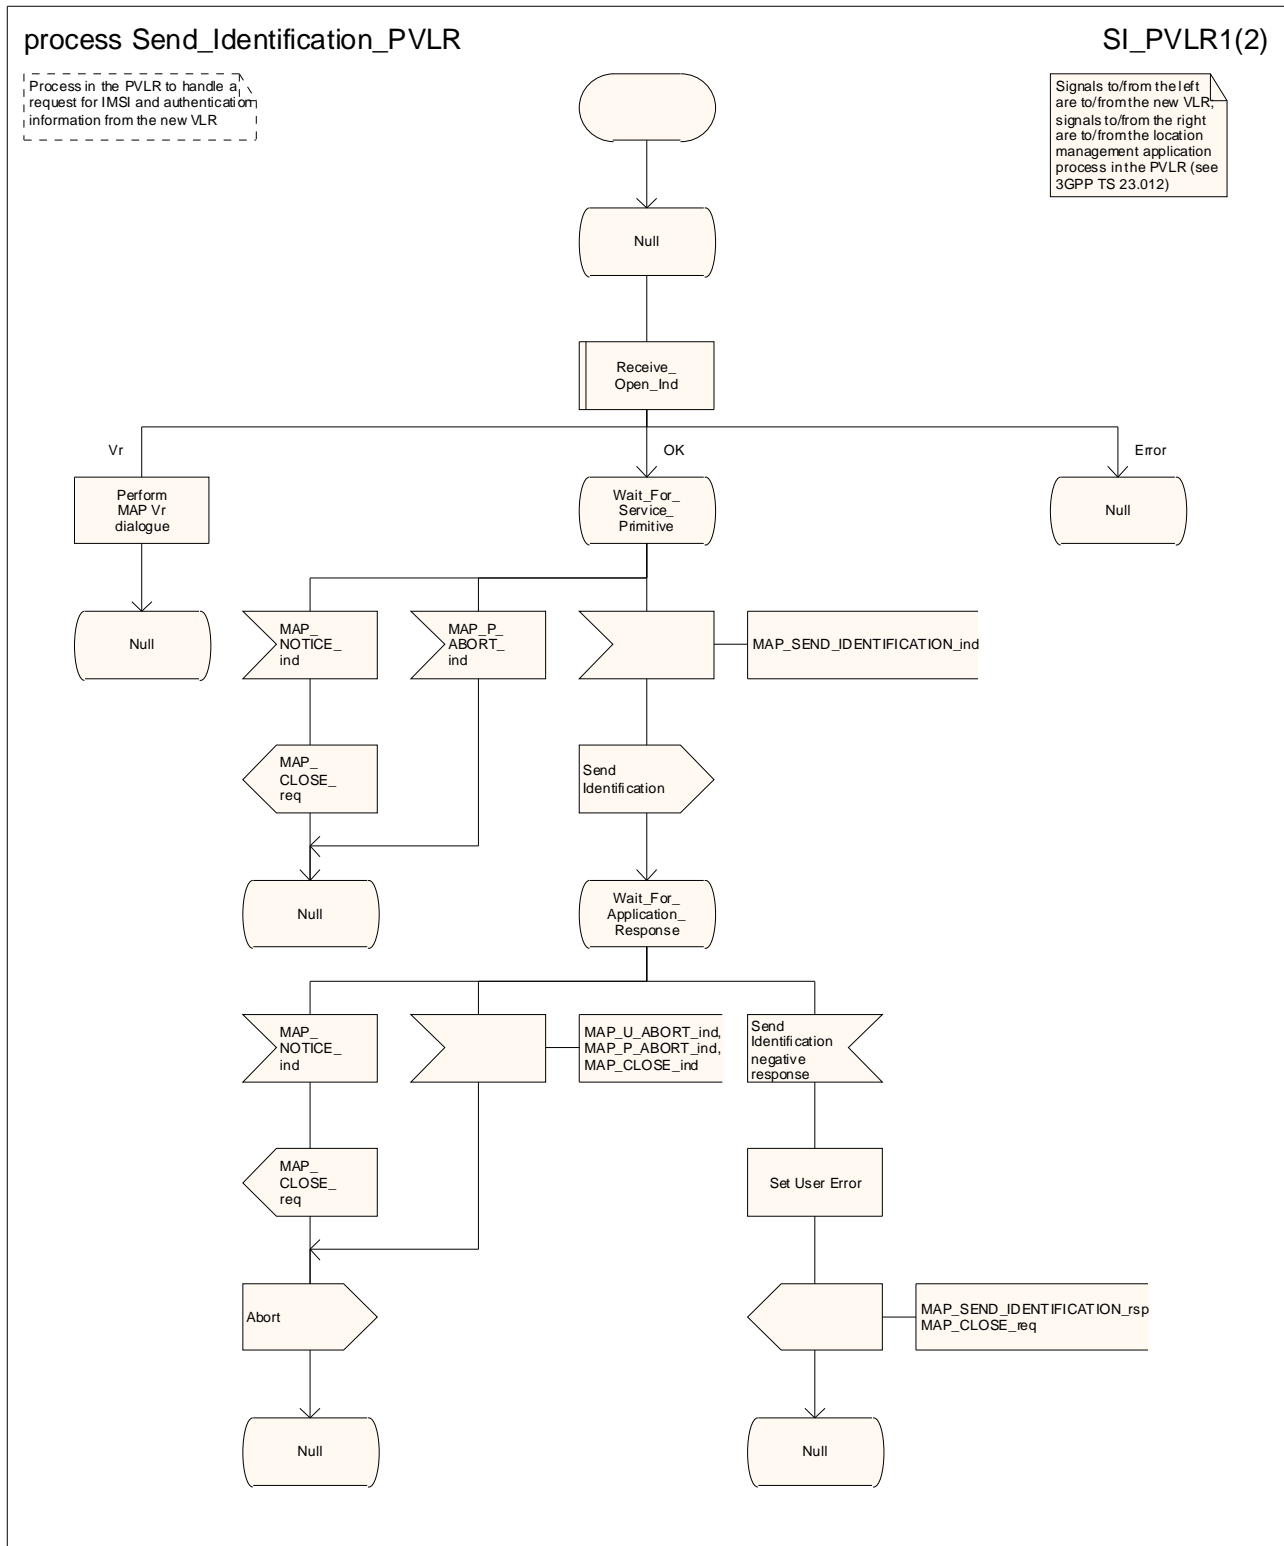 process Send_Identification_PVLR
SI_PVLR1(2)
Process in the PVLR to handle a
request for IMSI and authentication
information from the new VLR
Signals to/from the left
are to/from the new VLR;
signals to/from the right
are to/from the location
management application
process in the PVLR (see
3GPP TS 23.012)
Null
Receive_
Open_Ind
Vr
OK
Error
Perform
MAP Vr
dialogue
Wait_For_
Service_
Primitive
Null
Null
MAP_
NOTICE_
ind
MAP_P_
ABORT_
ind
MAP_SEND_IDENTIFICATION_ind
MAP_
CLOSE_
req
Send
Identification
Null
Wait_For_
Application_
Response
MAP_
NOTICE_
ind
MAP_U_ABORT_ind,
MAP_P_ABORT_ind,
MAP_CLOSE_ind
Send
Identification
negative
response
MAP_
CLOSE_
req
Set User Error
Abort
MAP_SEND_IDENTIFICATION_rsp
MAP_CLOSE_req
Null
Null